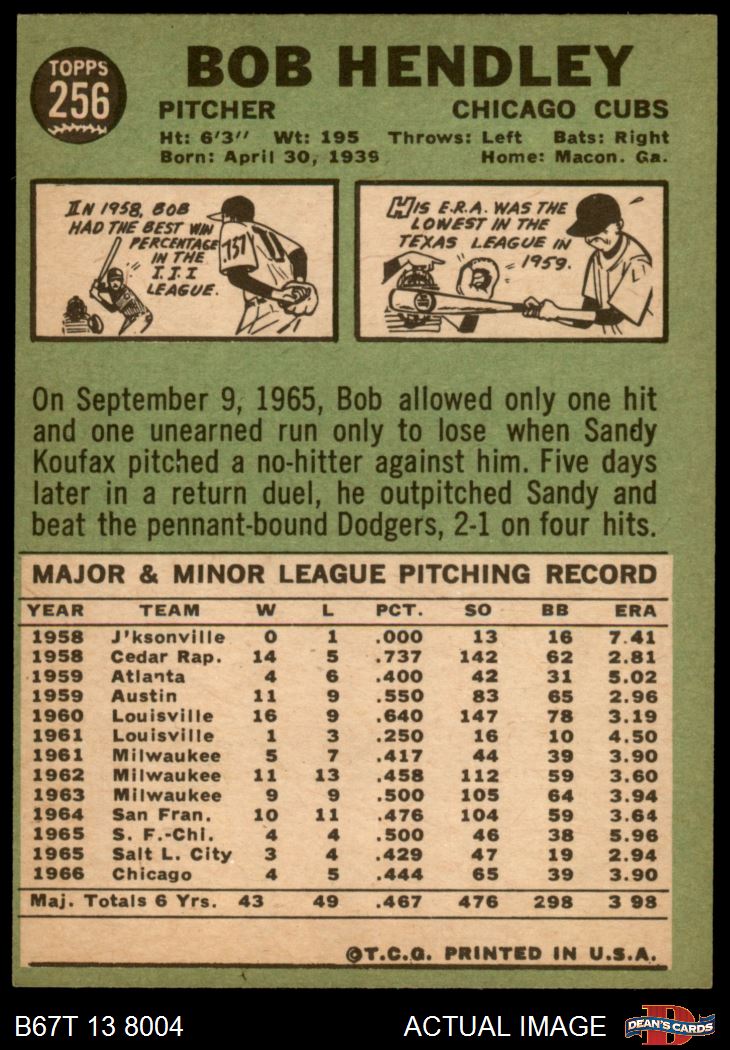 TOPPS
256
BOB HENDLEY
PITCHER CHICAGO CUBS
Ht: 6'3" Wt: 195 Throws: Left Bats: Right
Born: April 30, 1939 Home: Macon. Ga.
IN 1958, BOB
HAD THE BEST WIN
PERCENTAGE
IN THE
I.I.I
LEAGUE.
.737
HIS E.R.A. WAS THE
LOWEST IN THE
TEXAS LEAGUE IN
1959.
On September 9, 1965, Bob allowed only one hit
and one unearned run only to lose when Sandy
Koufax pitched a no-hitter against him. Five days
later in a return duel, he outpitched Sandy and
beat the pennant-bound Dodgers, 2-1 on four hits.
MAJOR & MINOR LEAGUE PITCHING RECORD
YEAR TEAM W L PCT. SO BB ERA
1958 J'ksonville 0 1 .000 13 16 7.41
1958 Cedar Rap. 14 5 .737 142 62 2.81
1959 Atlanta 4 6 .400 42 31 5.02
1959 Austin 11 9 .550 83 65 2.96
1960 Louisville 16 9 .640 147 78 3.19
1961 Louisville 1 3 .250 16 10 4.50
1961 Milwaukee 5 7 .417 44 39 3.90
1962 Milwaukee 11 13 .458 112 59 3.60
1963 Milwaukee 9 9 .500 105 64 3.94
1964 San Fran. 10 11 .476 104 59 3.64
1965 S. F.-Chi. 4 4 .500 46 38 5.96
1965 Salt L. City 3 4 .429 47 19 2.94
1966 Chicago 4 5 .444 65 39 3.90
Maj. Totals 6 Yrs. 43 49 .467 476 298 3 98
©T.C.G. PRINTED IN U.S.A.
B67T 13 8004 ACTUAL IMAGE
D
DEAN'S CARDS